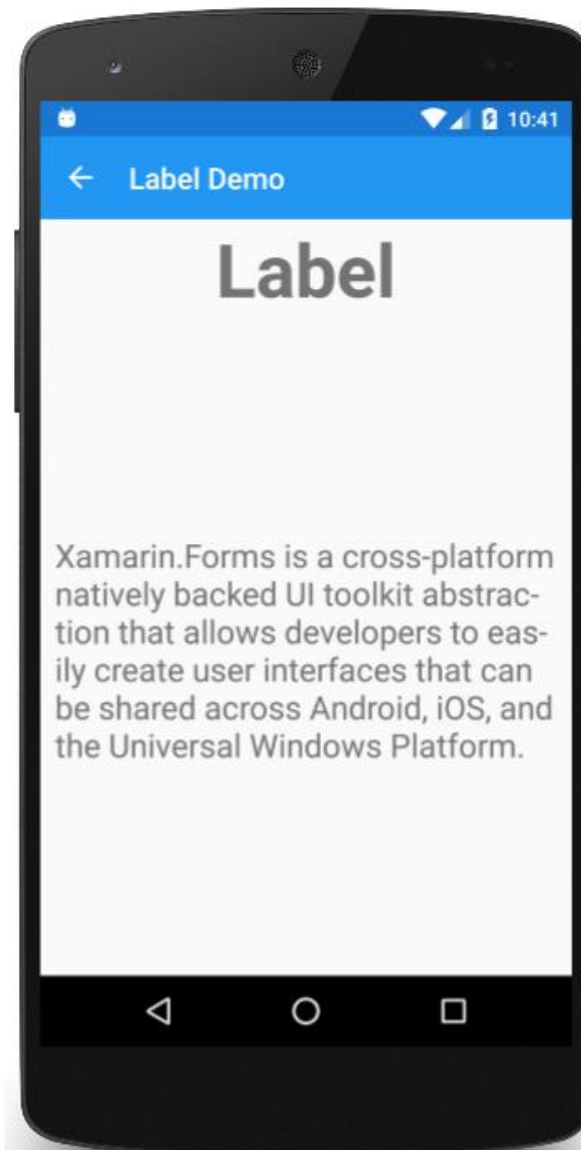 10:41
Label Demo
Label
Xamarin.Forms is a cross-platform
natively backed UI toolkit abstrac-
tion that allows developers to eas-
ily create user interfaces that can
be shared across Android, iOS, and
the Universal Windows Platform.